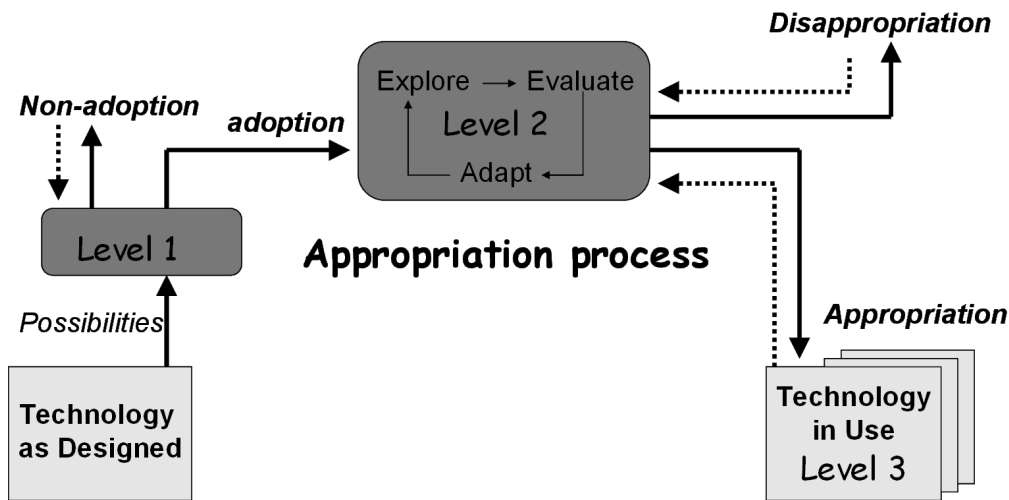 Disappropriation
Explore
Evaluate
Non-adoption
adoption
Level 2
Adapt
Level 1
Appropriation process
Possibilities
Appropriation
Technology
as Designed
Technology
in Use
Level 3